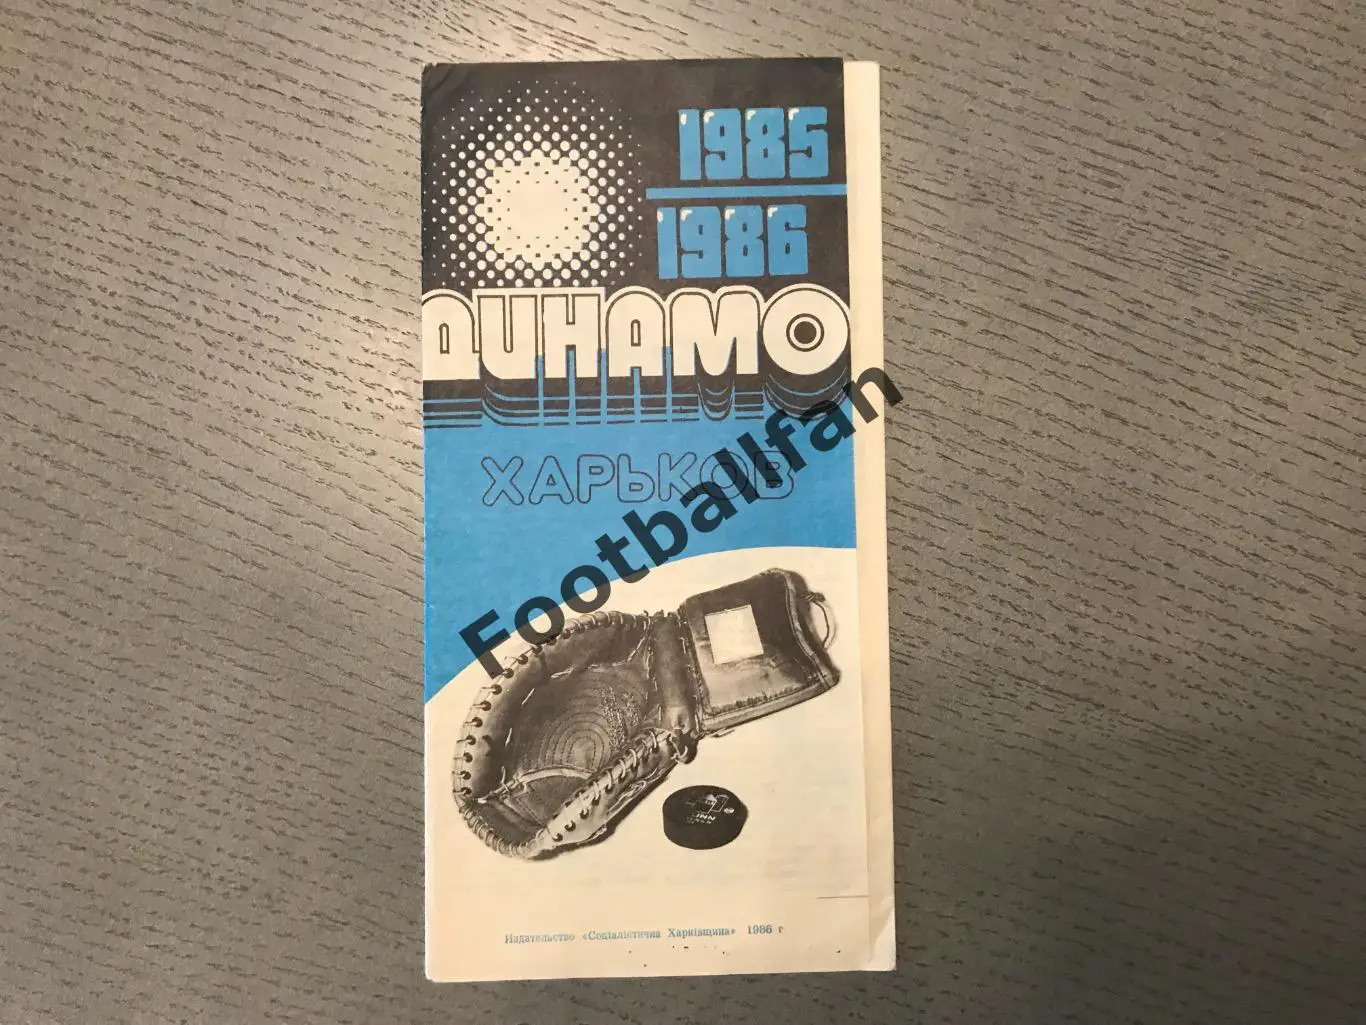 1985
1986
ДИНАМО
ХАРЬКОВ
Footballfan
Издательство «Соціалістична Харківщина» 1986 г.